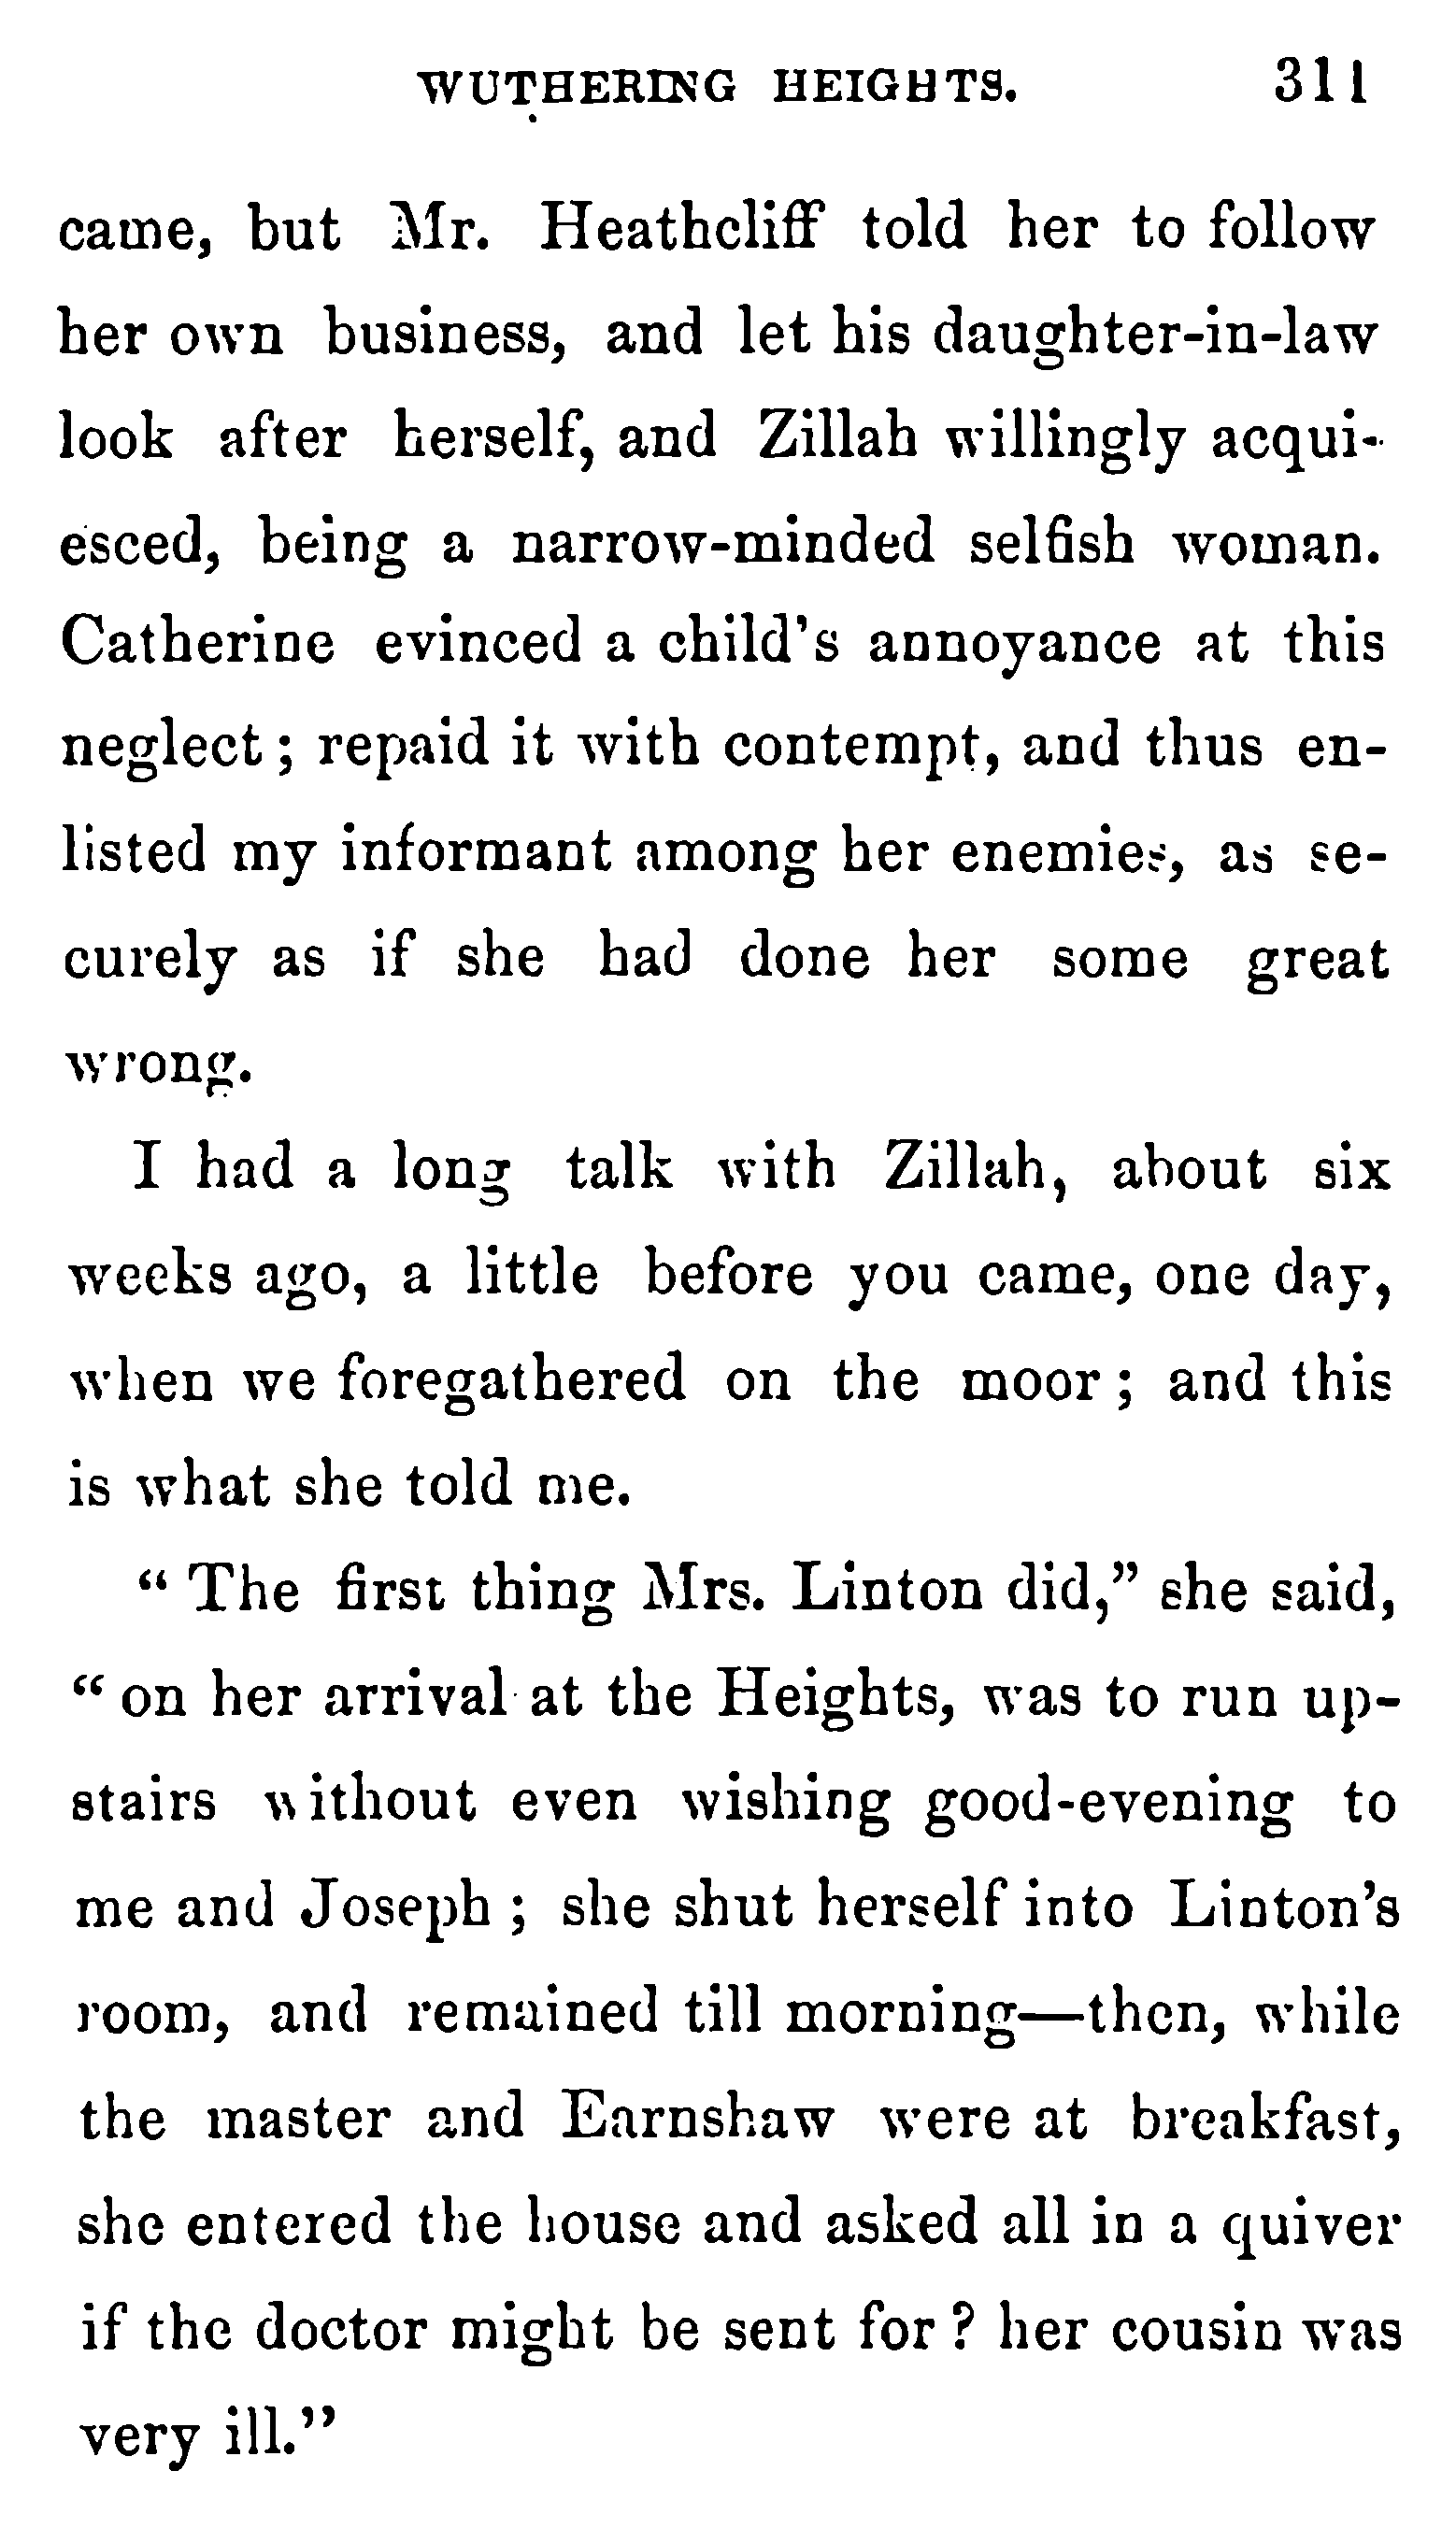 WUTHERING HEIGHTS. 311
came, but Mr. Heathcliff told her to follow
her own business, and let his daughter-in-law
look after herself, and Zillah willingly acqui-
esced, being a narrow-minded selfish woman.
Catherine evinced a child's annoyance at this
neglect; repaid it with contempt, and thus en-
listed my informant among her enemies, as se-
curely as if she had done her some great
wrong.
I had a long talk with Zillah, about six
weeks ago, a little before you came, one day,
when we foregathered on the moor; and this
is what she told me.
“The first thing Mrs. Linton did,” she said,
“on her arrival at the Heights, was to run up-
stairs without even wishing good-evening to
me and Joseph; she shut herself into Linton's
room, and remained till morning—then, while
the master and Earnshaw were at breakfast,
she entered the house and asked all in a quiver
if the doctor might be sent for? her cousin was
very ill.”